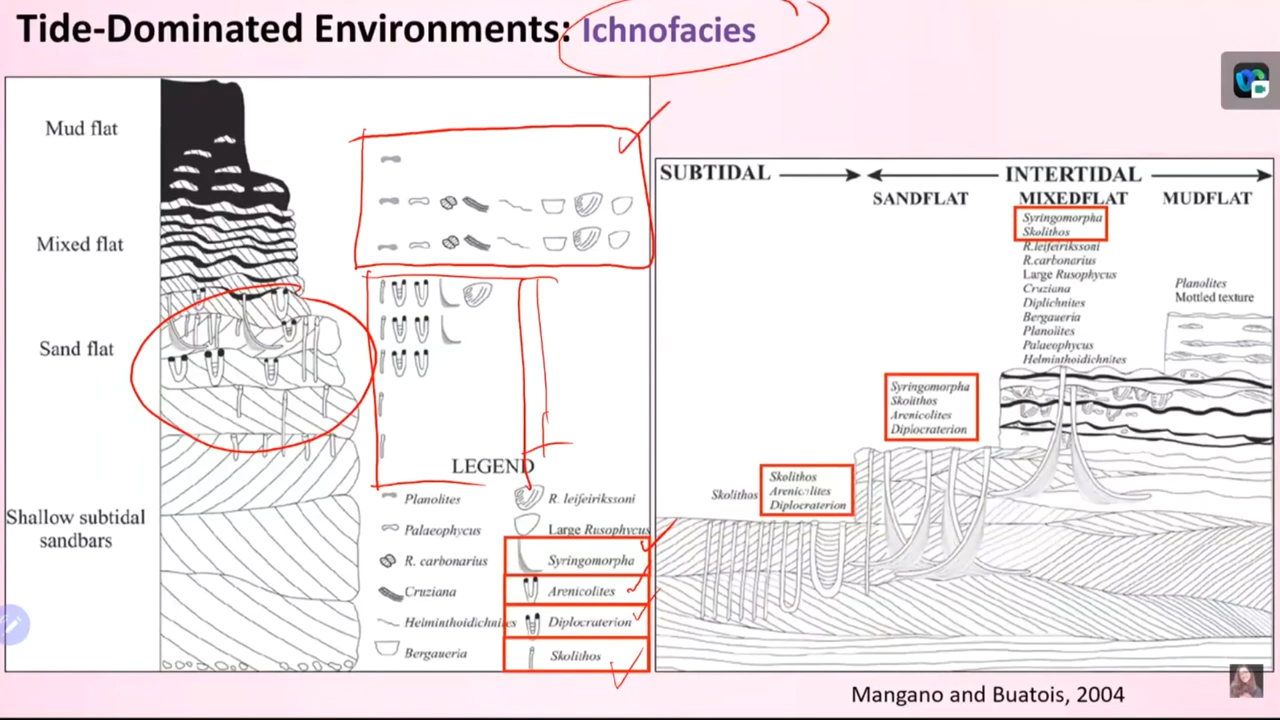 Tide-Dominated Environments: Ichnofacies
Mud flat
Mixed flat
Sand flat
Shallow subtidal
sandbars
LEGEND
Planolites
Palaeophycus
R. carbonarius
Cruziana
Helminthoidichnites
Bergaueria
R. leifeirikssoni
Large Rusophycus
Syringomorpha
Arenicolites
Diplocraterion
Skolithos
SUBTIDAL
INTERTIDAL
SANDFLAT
MIXEDFLAT
MUDFLAT
Syringomorpha
Skolithos
R.leifeirikssoni
R.carbonarius
Large Rusophycus
Cruziana
Diplichnites
Bergaueria
Planolites
Palaeophycus
Helminthoidichnites
Planolites
Mottled texture
Syringomorpha
Skolithos
Arenicolites
Diplocraterion
Skolithos
Skolithos
Arenicolites
Diplocraterion
Mangano and Buatois, 2004